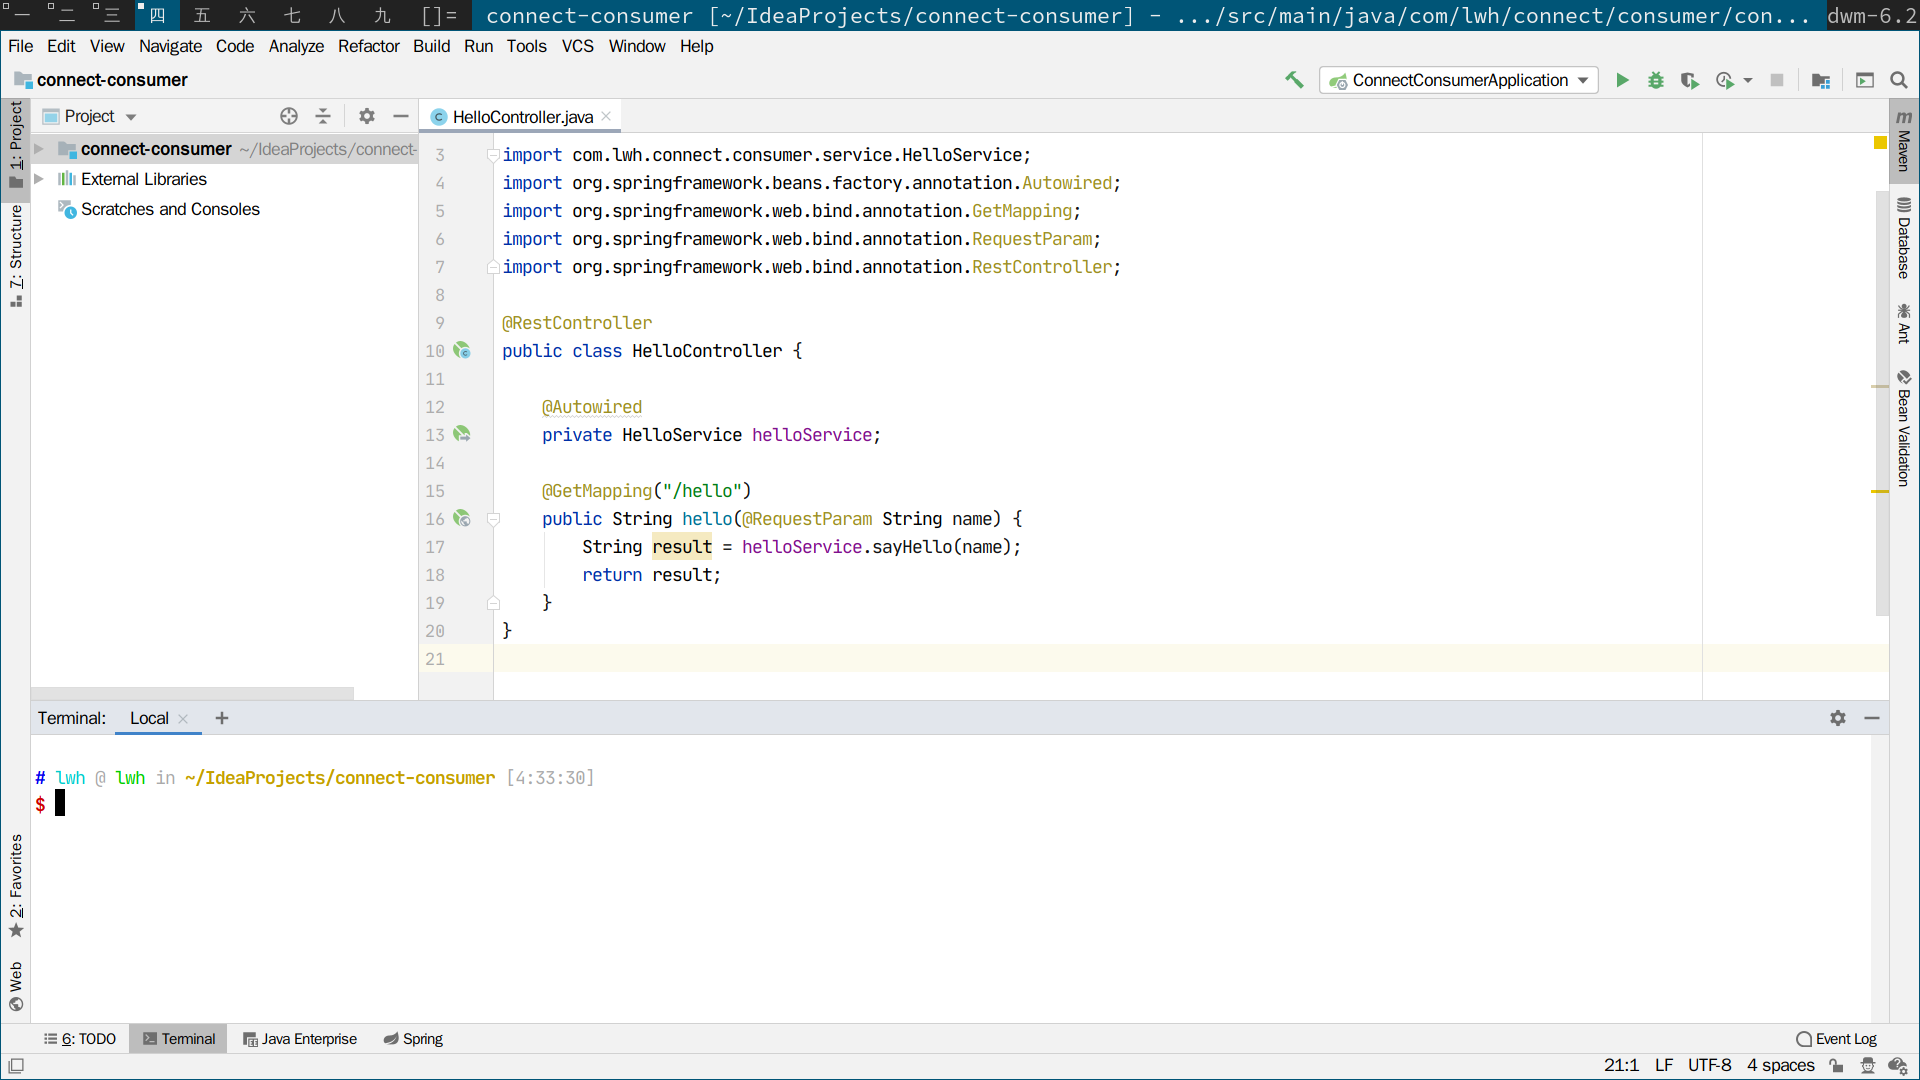 一 二 三 四 五 六 七 八 九 []= connect-consumer [~/IdeaProjects/connect-consumer] - .../src/main/java/com/lwh/connect/consumer/con... dwm-6.2
File Edit View Navigate Code Analyze Refactor Build Run Tools VCS Window Help
connect-consumer ConnectConsumerApplication
1: Project
7: Structure
2: Favorites
Web
Project
connect-consumer ~/IdeaProjects/connect-
External Libraries
Scratches and Consoles
HelloController.java
3 import com.lwh.connect.consumer.service.HelloService;
4 import org.springframework.beans.factory.annotation.Autowired;
5 import org.springframework.web.bind.annotation.GetMapping;
6 import org.springframework.web.bind.annotation.RequestParam;
7 import org.springframework.web.bind.annotation.RestController;
8
9 @RestController
10 public class HelloController {
11
12 @Autowired
13 private HelloService helloService;
14
15 @GetMapping("/hello")
16 public String hello(@RequestParam String name) {
17 String result = helloService.sayHello(name);
18 return result;
19 }
20 }
21
m Maven
Database
Ant
Bean Validation
Terminal: Local +
# lwh @ lwh in ~/IdeaProjects/connect-consumer [4:33:30]
$
6: TODO Terminal Java Enterprise Spring Event Log
21:1 LF UTF-8 4 spaces